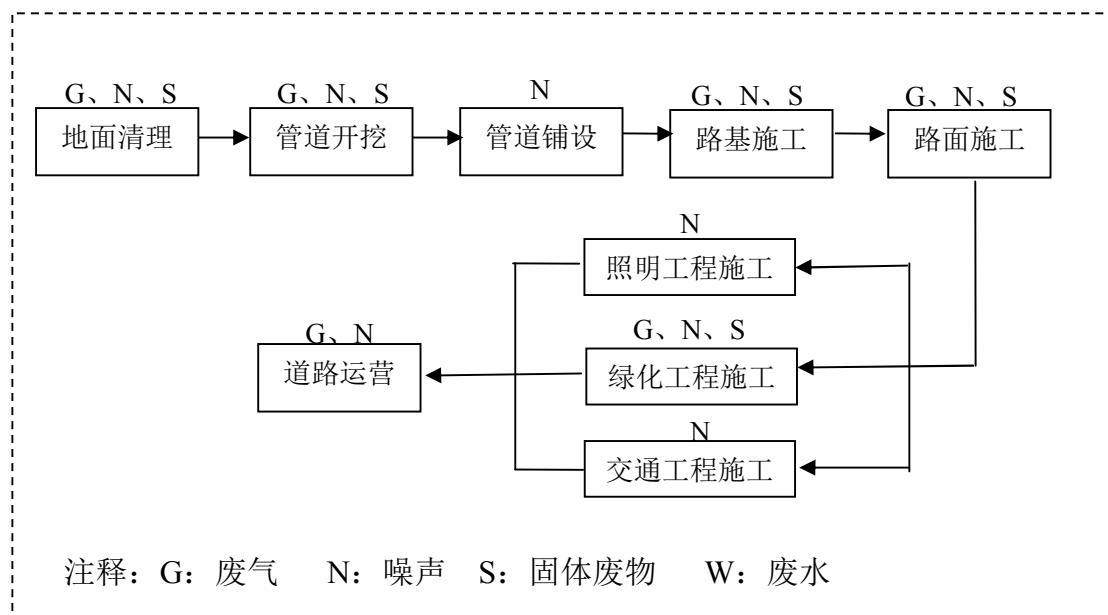 G、N、S G、N、S N G、N、S G、N、S
地面清理 管道开挖 管道铺设 路基施工 路面施工
N
照明工程施工
G、N、S
G、N
绿化工程施工
道路运营
N
交通工程施工
注释：G：废气 N：噪声 S：固体废物 W：废水